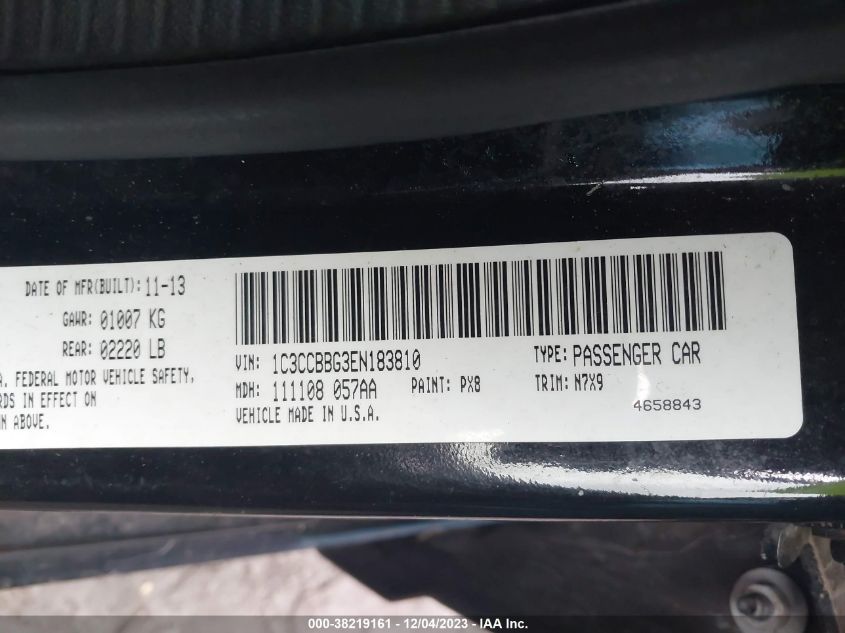 DATE OF MFR(BUILT): 11-13
GAWR: 01007 KG
REAR: 02220 LB
A. FEDERAL MOTOR VEHICLE SAFETY,
RDS IN EFFECT ON
N ABOVE.
VIN: 1C3CCBBG3EN183810 TYPE: PASSENGER CAR
MDH: 111108 057AA PAINT: PX8 TRIM: N7X9
VEHICLE MADE IN U.S.A. 4658843
000-38219161 - 12/04/2023 - IAA Inc.